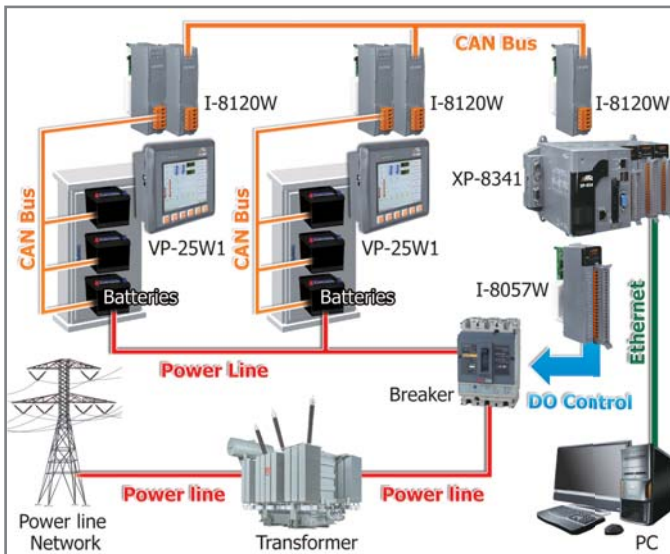 CAN Bus
I-8120W
I-8120W
I-8120W
XP-8341
CAN Bus
VP-25W1
CAN Bus
VP-25W1
Batteries
Batteries
I-8057W
Ethernet
Power Line
Breaker
DO Control
Power line
Power line
Power line
Network
Transformer
PC